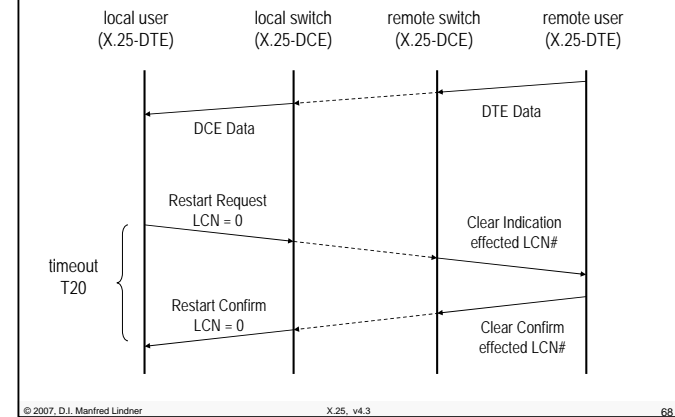 local user
(X.25-DTE)
local switch
(X.25-DCE)
remote switch
(X.25-DCE)
remote user
(X.25-DTE)
DCE Data
DTE Data
Restart Request
LCN = 0
Clear Indication
effected LCN#
timeout
T20
Restart Confirm
LCN = 0
Clear Confirm
effected LCN#
© 2007, D.I. Manfred Lindner
X.25, v4.3
68